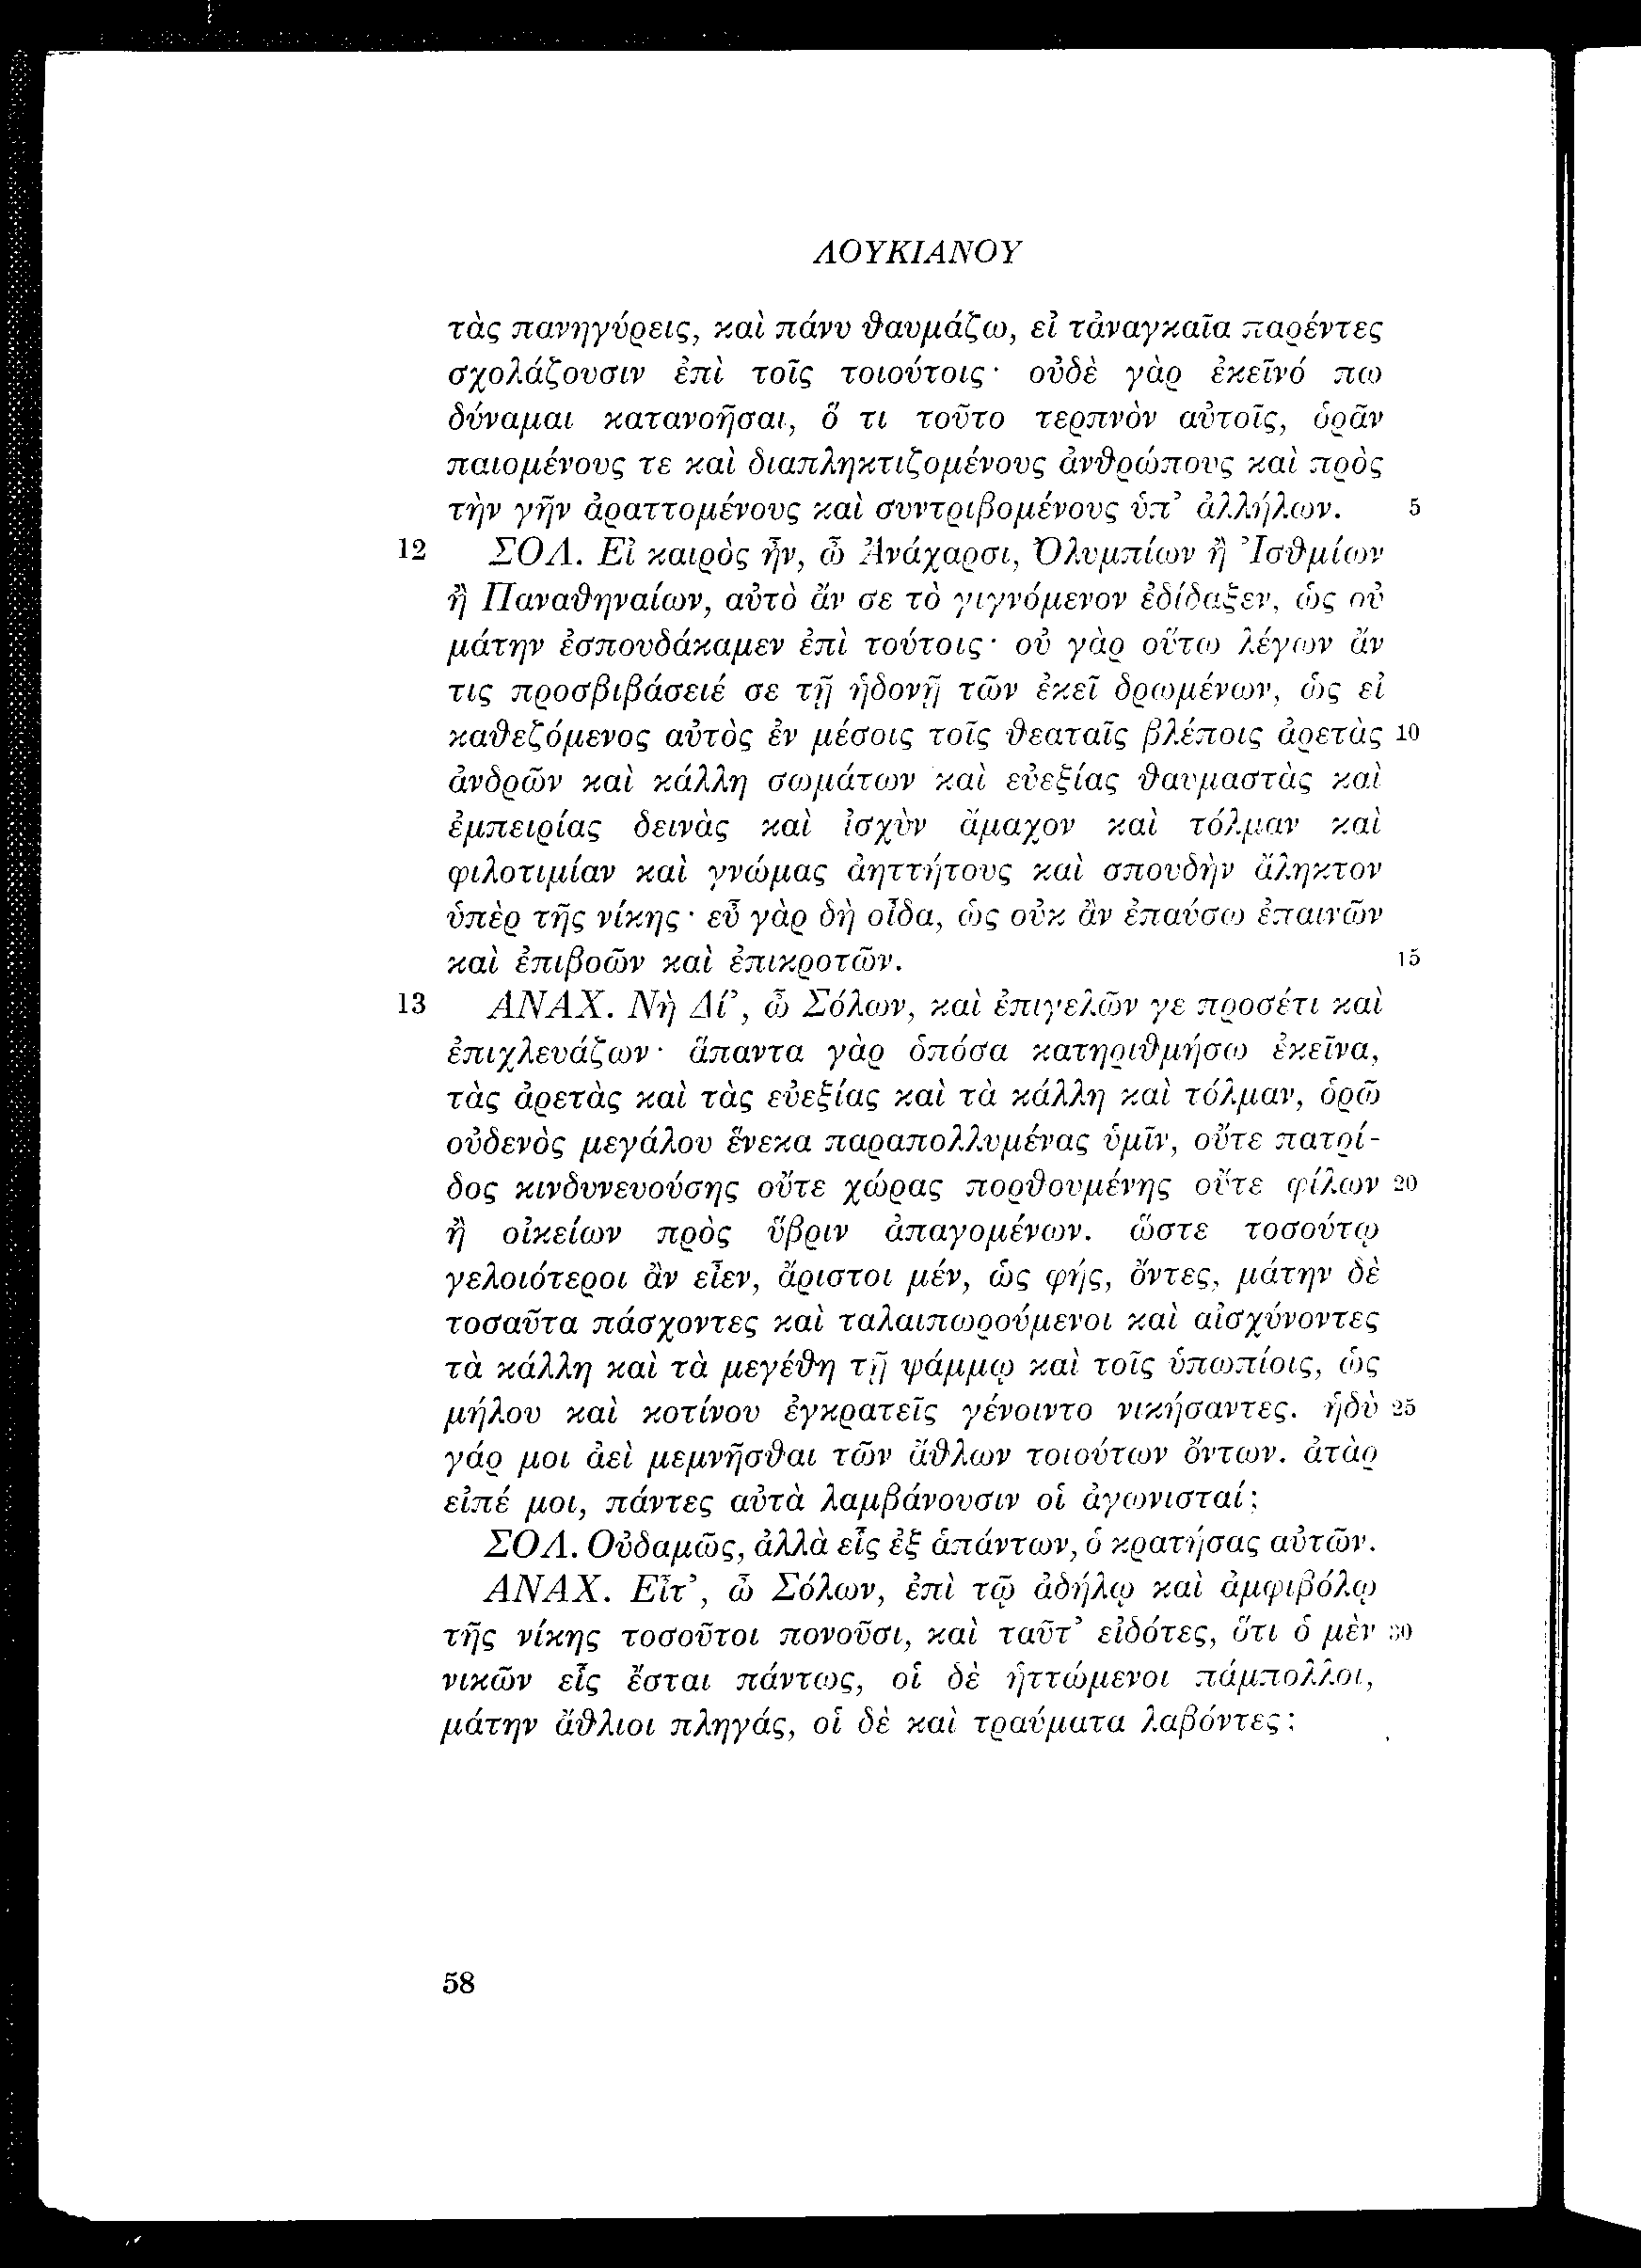 ΛΟΥΚΙΑΝΟΥ
τὰς πανηγύρεις, καὶ πάνυ θαυμάζω, εἰ τἀναγκαῖα παρέντες
σχολάζουσιν ἐπὶ τοῖς τοιούτοις· οὐδὲ γὰρ ἐκεῖνό πω
δύναμαι κατανοῆσαι, ὅ τι τοῦτο τερπνὸν αὐτοῖς, ὁρᾶν
παιομένους τε καὶ διαπληκτιζομένους ἀνθρώπους καὶ πρὸς
τὴν γῆν ἀραττομένους καὶ συντριβομένους ὑπ’ ἀλλήλων. 5
12 ΣΟΛ. Εἰ καιρὸς ἦν, ὦ Ἀνάχαρσι, Ὀλυμπίων ἢ Ἰσθμίων
ἢ Παναθηναίων, αὐτὸ ἄν σε τὸ γιγνόμενον ἐδίδαξεν, ὡς οὐ
μάτην ἐσπουδάκαμεν ἐπὶ τούτοις· οὐ γὰρ οὕτω λέγων ἄν
τις προσβιβάσειέ σε τῇ ἡδονῇ τῶν ἐκεῖ δρωμένων, ὡς εἰ
καθεζόμενος αὐτὸς ἐν μέσοις τοῖς θεαταῖς βλέποις ἀρετὰς 10
ἀνδρῶν καὶ κάλλη σωμάτων καὶ εὐεξίας θαυμαστὰς καὶ
ἐμπειρίας δεινὰς καὶ ἰσχὺν ἄμαχον καὶ τόλμαν καὶ
φιλοτιμίαν καὶ γνώμας ἀηττήτους καὶ σπουδὴν ἄληκτον
ὑπὲρ τῆς νίκης· εὖ γὰρ δὴ οἶδα, ὡς οὐκ ἂν ἐπαύσω ἐπαινῶν
καὶ ἐπιβοῶν καὶ ἐπικροτῶν. 15
13 ΑΝΑΧ. Νὴ Δί’, ὦ Σόλων, καὶ ἐπιγελῶν γε προσέτι καὶ
ἐπιχλευάζων· ἅπαντα γὰρ ὁπόσα κατηριθμήσω ἐκεῖνα,
τὰς ἀρετὰς καὶ τὰς εὐεξίας καὶ τὰ κάλλη καὶ τόλμαν, ὁρῶ
οὐδενὸς μεγάλου ἕνεκα παραπολλυμένας ὑμῖν, οὔτε πατρί-
δος κινδυνευούσης οὔτε χώρας πορθουμένης οὔτε φίλων 20
ἢ οἰκείων πρὸς ὕβριν ἀπαγομένων. ὥστε τοσούτῳ
γελοιότεροι ἂν εἶεν, ἄριστοι μέν, ὡς φής, ὄντες, μάτην δὲ
τοσαῦτα πάσχοντες καὶ ταλαιπωρούμενοι καὶ αἰσχύνοντες
τὰ κάλλη καὶ τὰ μεγέθη τῇ ψάμμῳ καὶ τοῖς ὑπωπίοις, ὡς
μήλου καὶ κοτίνου ἐγκρατεῖς γένοιντο νικήσαντες. ἡδὺ 25
γάρ μοι ἀεὶ μεμνῆσθαι τῶν ἄθλων τοιούτων ὄντων. ἀτὰρ
εἰπέ μοι, πάντες αὐτὰ λαμβάνουσιν οἱ ἀγωνισταί;
ΣΟΛ. Οὐδαμῶς, ἀλλὰ εἷς ἐξ ἁπάντων, ὁ κρατήσας αὐτῶν.
ΑΝΑΧ. Εἶτ’, ὦ Σόλων, ἐπὶ τῷ ἀδήλῳ καὶ ἀμφιβόλῳ
τῆς νίκης τοσοῦτοι πονοῦσι, καὶ ταῦτ’ εἰδότες, ὅτι ὁ μὲν 30
νικῶν εἷς ἔσται πάντως, οἱ δὲ ἡττώμενοι πάμπολλοι,
μάτην ἄθλιοι πληγάς, οἱ δὲ καὶ τραύματα λαβόντες;
58